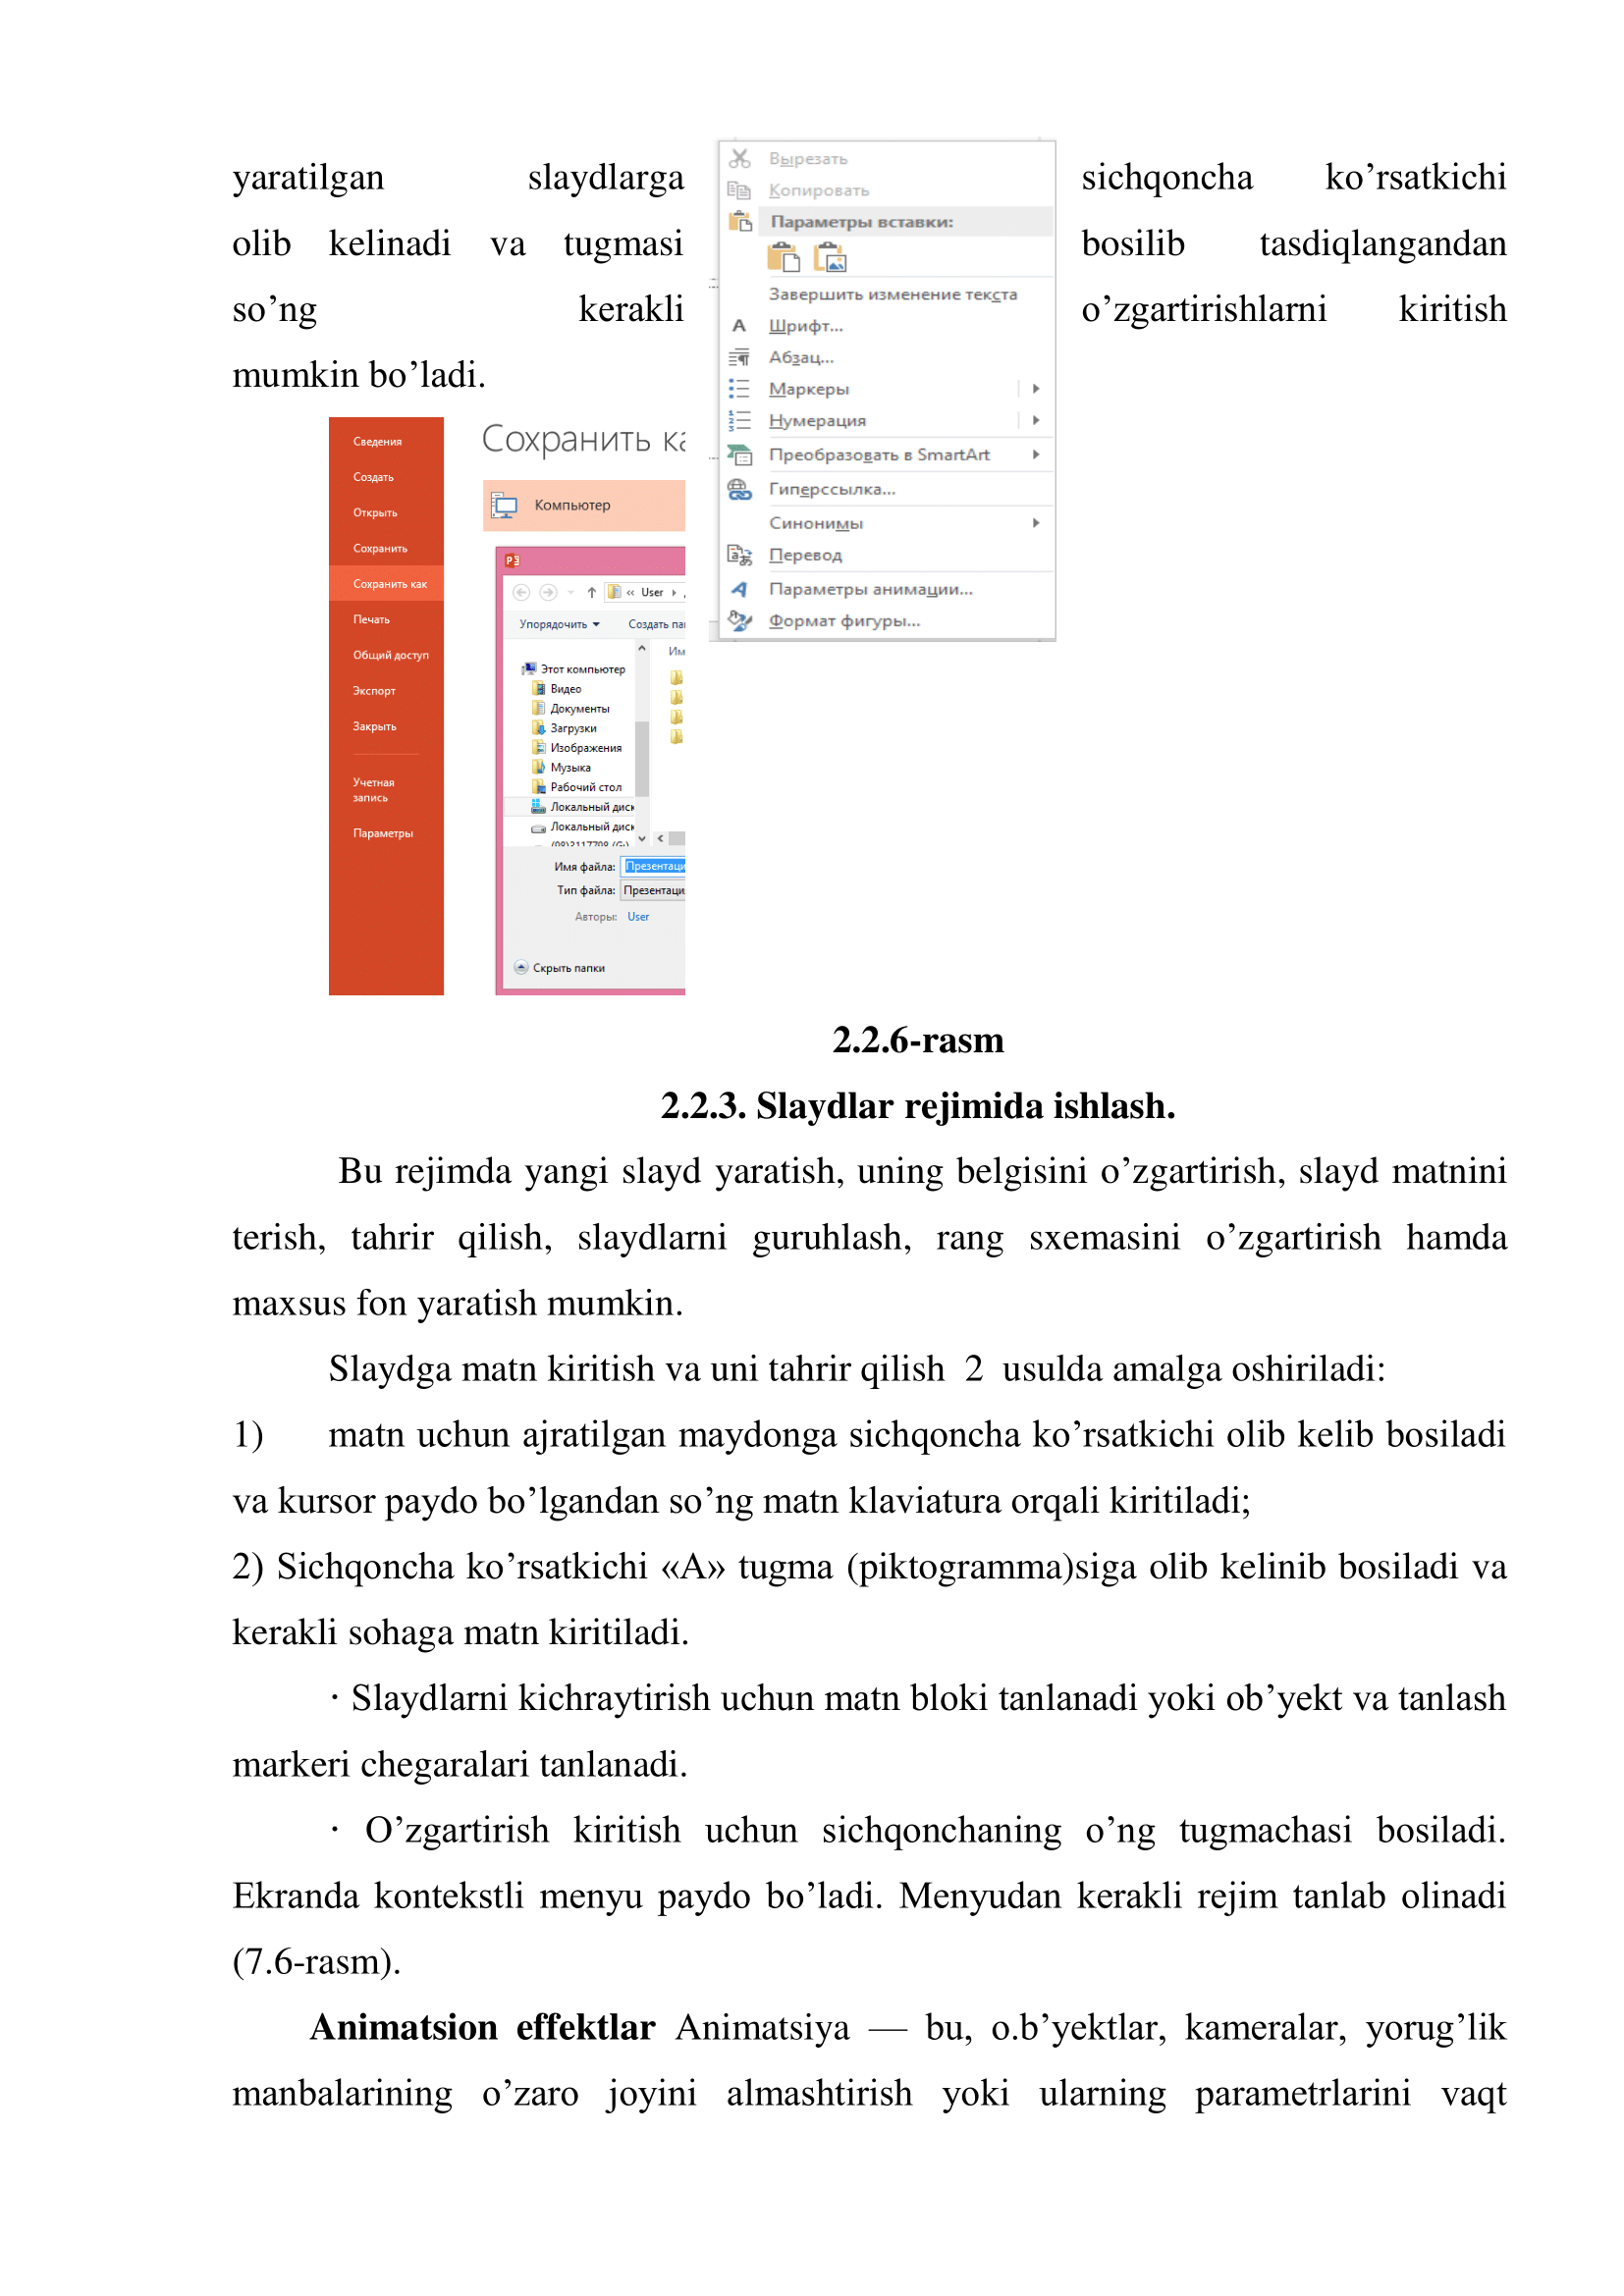 yaratilgan slaydlarga sichqoncha ko’rsatkichi
olib kelinadi va tugmasi bosilib tasdiqlangandan
so’ng kerakli o’zgartirishlarni kiritish
mumkin bo’ladi.
Вырезать
Копировать
Параметры вставки:
Завершить изменение текста
Шрифт...
Абзац...
Маркеры
Нумерация
Преобразовать в SmartArt
Гиперссылка...
Синонимы
Перевод
Параметры анимации...
Формат фигуры...
Сведения
Создать
Открыть
Сохранить
Сохранить как
Печать
Общий доступ
Экспорт
Закрыть
Учетная
запись
Параметры
Сохранить ка
Компьютер
« User
Упорядочить Создать пап
Им
Этот компьютер
Видео
Документы
Загрузки
Изображения
Музыка
Рабочий стол
Локальный диск
Локальный диск
Имя файла: Презентаци
Тип файла: Презентаци
Авторы: User
Скрыть папки
2.2.6-rasm
2.2.3. Slaydlar rejimida ishlash.
Bu rejimda yangi slayd yaratish, uning belgisini o’zgartirish, slayd matnini
terish, tahrir qilish, slaydlarni guruhlash, rang sxemasini o’zgartirish hamda
maxsus fon yaratish mumkin.
Slaydga matn kiritish va uni tahrir qilish 2 usulda amalga oshiriladi:
1) matn uchun ajratilgan maydonga sichqoncha ko’rsatkichi olib kelib bosiladi
va kursor paydo bo’lgandan so’ng matn klaviatura orqali kiritiladi;
2) Sichqoncha ko’rsatkichi «A» tugma (piktogramma)siga olib kelinib bosiladi va
kerakli sohaga matn kiritiladi.
· Slaydlarni kichraytirish uchun matn bloki tanlanadi yoki ob’yekt va tanlash
markeri chegaralari tanlanadi.
· O’zgartirish kiritish uchun sichqonchaning o’ng tugmachasi bosiladi.
Ekranda kontekstli menyu paydo bo’ladi. Menyudan kerakli rejim tanlab olinadi
(7.6-rasm).
Animatsion effektlar Animatsiya — bu, o.b’yektlar, kameralar, yorug’lik
manbalarining o’zaro joyini almashtirish yoki ularning parametrlarini vaqt